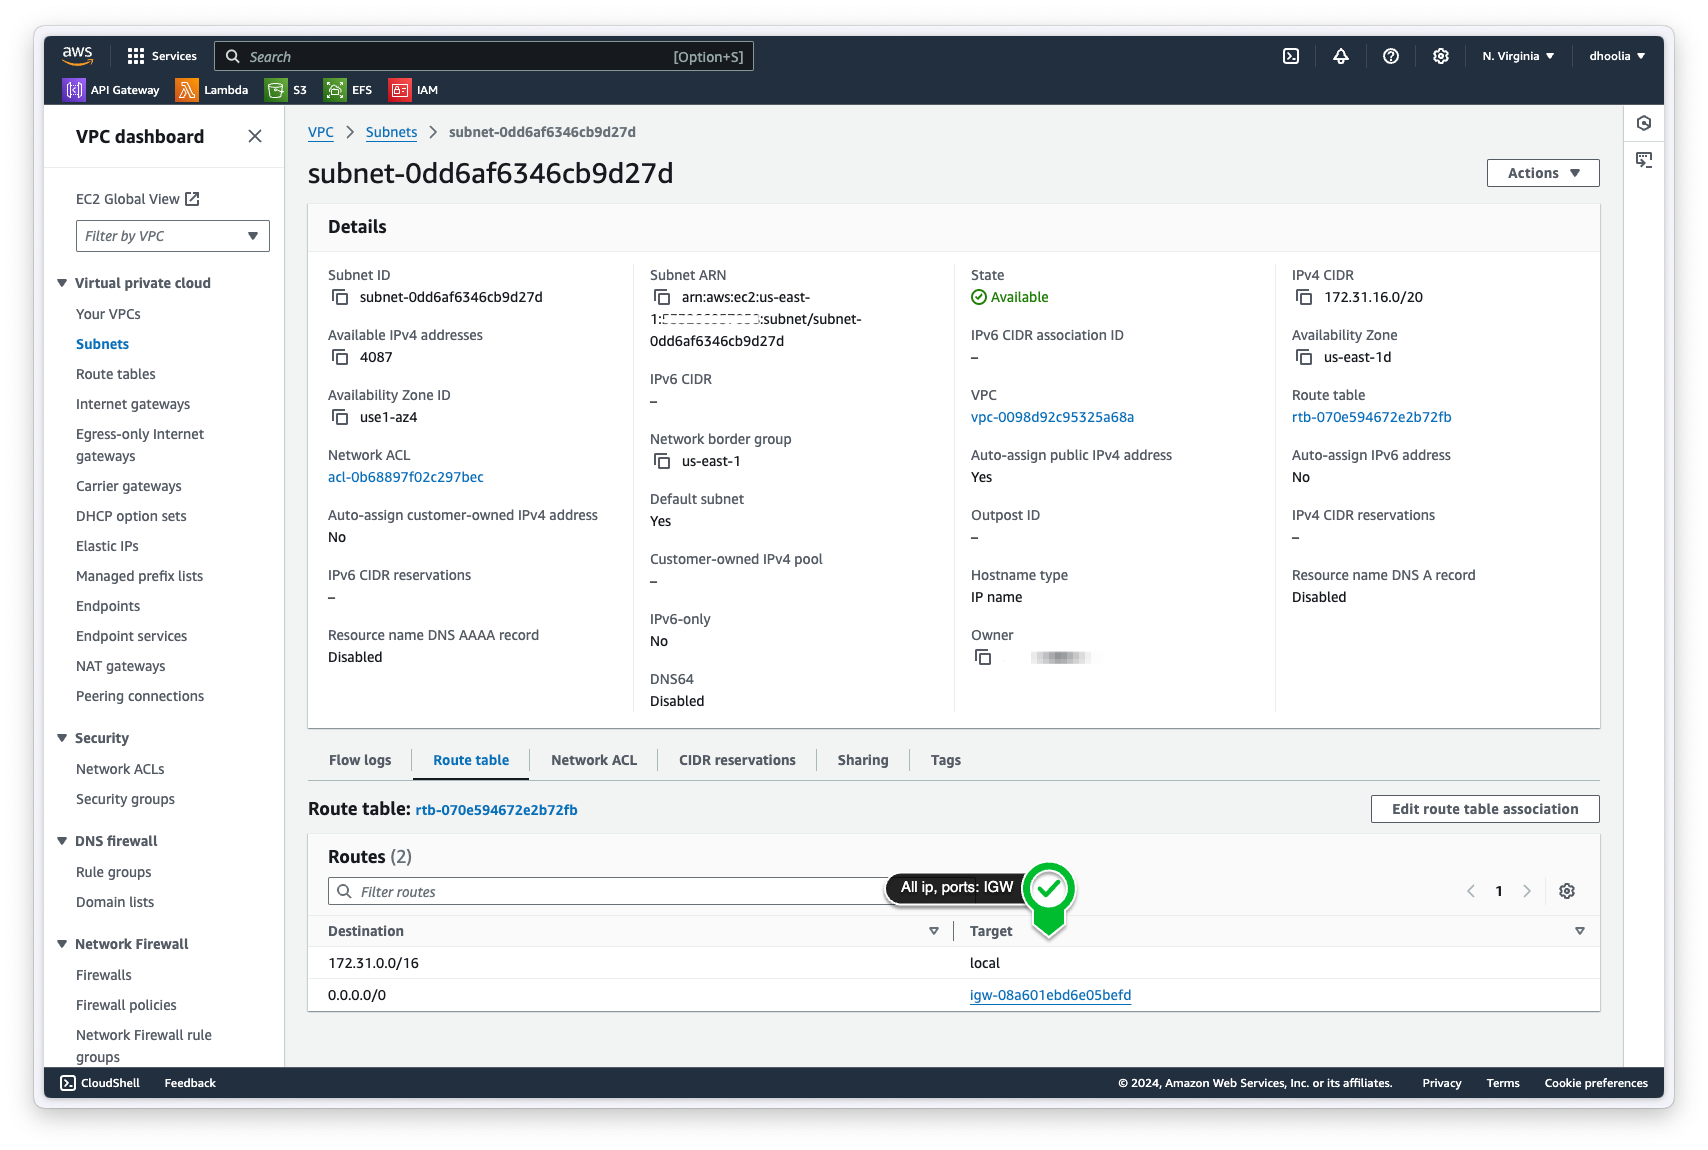 aws
Services
Search
[Option+S]
N. Virginia
dhoolia
API Gateway
Lambda
S3
EFS
IAM
VPC dashboard
EC2 Global View
Filter by VPC
Virtual private cloud
Your VPCs
Subnets
Route tables
Internet gateways
Egress-only Internet
gateways
Carrier gateways
DHCP option sets
Elastic IPs
Managed prefix lists
Endpoints
Endpoint services
NAT gateways
Peering connections
Security
Network ACLs
Security groups
DNS firewall
Rule groups
Domain lists
Network Firewall
Firewalls
Firewall policies
Network Firewall rule
groups
VPC
Subnets
subnet-0dd6af6346cb9d27d
subnet-0dd6af6346cb9d27d
Actions
Details
Subnet ID
subnet-0dd6af6346cb9d27d
Available IPv4 addresses
4087
Availability Zone ID
use1-az4
Network ACL
acl-0b68897f02c297bec
Auto-assign customer-owned IPv4 address
No
IPv6 CIDR reservations
–
Resource name DNS AAAA record
Disabled
Subnet ARN
arn:aws:ec2:us-east-
1: :subnet/subnet-
0dd6af6346cb9d27d
IPv6 CIDR
–
Network border group
us-east-1
Default subnet
Yes
Customer-owned IPv4 pool
–
IPv6-only
No
DNS64
Disabled
State
Available
IPv6 CIDR association ID
–
VPC
vpc-0098d92c95325a68a
Auto-assign public IPv4 address
Yes
Outpost ID
–
Hostname type
IP name
Owner
IPv4 CIDR
172.31.16.0/20
Availability Zone
us-east-1d
Route table
rtb-070e594672e2b72fb
Auto-assign IPv6 address
No
IPv4 CIDR reservations
–
Resource name DNS A record
Disabled
Flow logs
Route table
Network ACL
CIDR reservations
Sharing
Tags
Route table: rtb-070e594672e2b72fb
Edit route table association
Routes (2)
Filter routes
All ip, ports: IGW
1
Destination
Target
172.31.0.0/16
local
0.0.0.0/0
igw-08a601ebd6e05befd
CloudShell
Feedback
© 2024, Amazon Web Services, Inc. or its affiliates.
Privacy
Terms
Cookie preferences